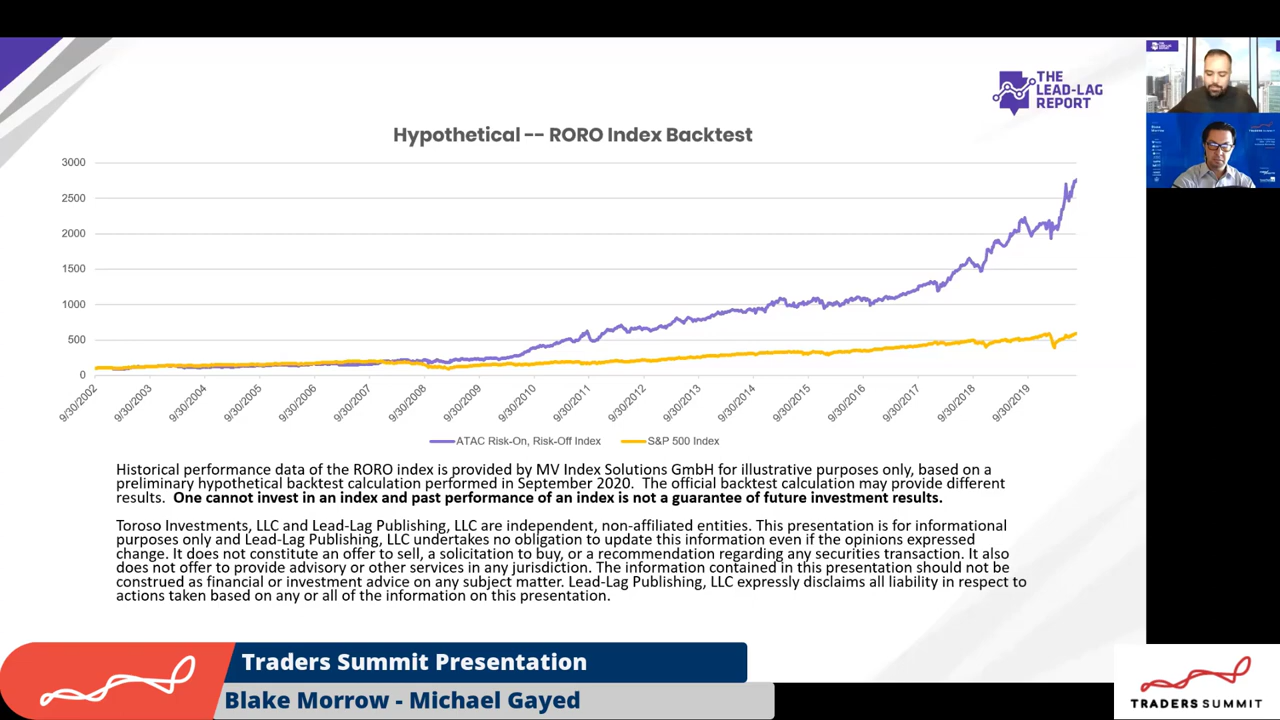 THE
LEAD-LAG
REPORT
Hypothetical -- RORO Index Backtest
3000
2500
2000
1500
1000
500
0
9/30/2002
9/30/2003
9/30/2004
9/30/2005
9/30/2006
9/30/2007
9/30/2008
9/30/2009
9/30/2010
9/30/2011
9/30/2012
9/30/2013
9/30/2014
9/30/2015
9/30/2016
9/30/2017
9/30/2018
9/30/2019
ATAC Risk-On, Risk-Off Index
S&P 500 Index
Historical performance data of the RORO index is provided by MV Index Solutions GmbH for illustrative purposes only, based on a
preliminary hypothetical backtest calculation performed in September 2020.  The official backtest calculation may provide different
results.  One cannot invest in an index and past performance of an index is not a guarantee of future investment results.
Toroso Investments, LLC and Lead-Lag Publishing, LLC are independent, non-affiliated entities. This presentation is for informational
purposes only and Lead-Lag Publishing, LLC undertakes no obligation to update this information even if the opinions expressed
change. It does not constitute an offer to sell, a solicitation to buy, or a recommendation regarding any securities transaction. It also
does not offer to provide advisory or other services in any jurisdiction. The information contained in this presentation should not be
construed as financial or investment advice on any subject matter. Lead-Lag Publishing, LLC expressly disclaims all liability in respect to
actions taken based on any or all of the information on this presentation.
Traders Summit Presentation
Blake Morrow - Michael Gayed
TRADERS SUMMIT